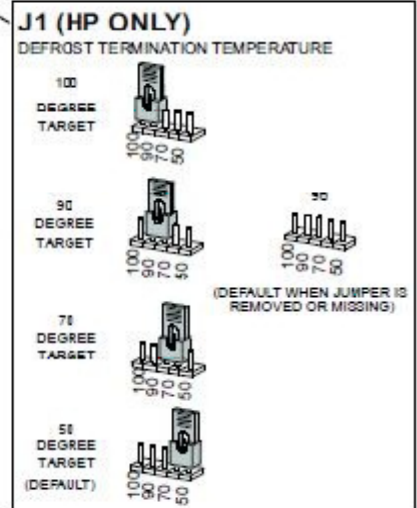 J1 (HP ONLY)
DEFROST TERMINATION TEMPERATURE
100
DEGREE
TARGET
100
90
70
50
90
DEGREE
TARGET
100
90
70
50
90
100
90
70
50
(DEFAULT WHEN JUMPER IS
REMOVED OR MISSING)
70
DEGREE
TARGET
100
90
70
50
50
DEGREE
TARGET
(DEFAULT)
100
90
70
50